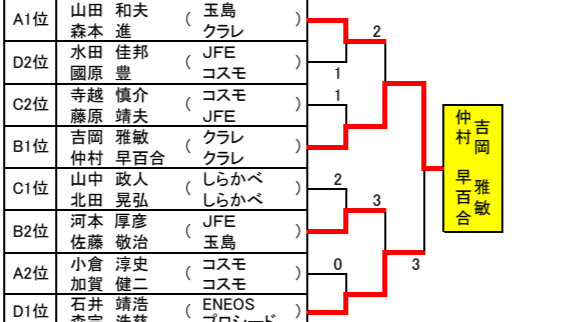 A1位 山田 和夫 ( 玉島 )
森本 進 クラレ
2
D2位 水田 佳邦 ( JFE )
國原 豊 コスモ
1
C2位 寺越 慎介 ( コスモ )
藤原 靖夫 JFE
1
B1位 吉岡 雅敏 ( クラレ )
仲村 早百合 クラレ
吉岡 雅敏
仲村 早百合
C1位 山中 政人 ( しらかべ )
北田 晃弘 しらかべ
2
B2位 河本 厚彦 ( JFE )
佐藤 敬治 玉島
3
A2位 小倉 淳史 ( コスモ )
加賀 健二 コスモ
0
3
D1位 石井 靖浩 ( ENEOS )
プロシード